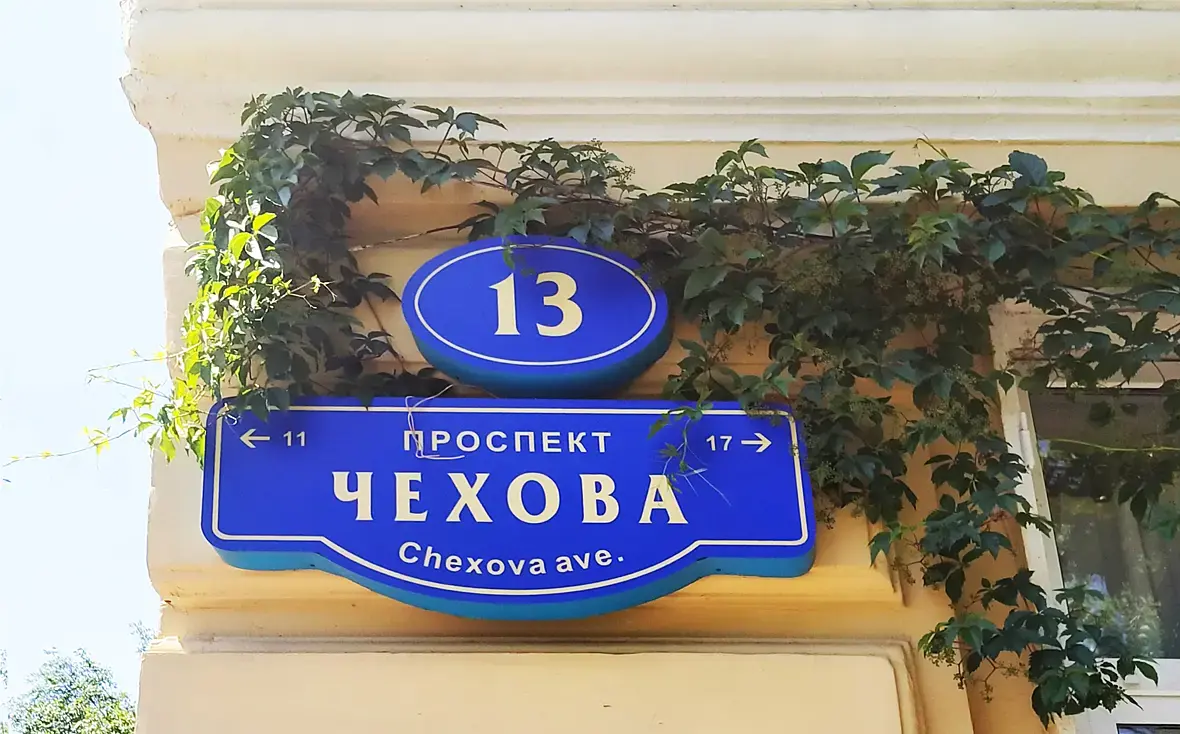 13
← 11 ПРОСПЕКТ 17 →
ЧЕХОВА
Chexova ave.